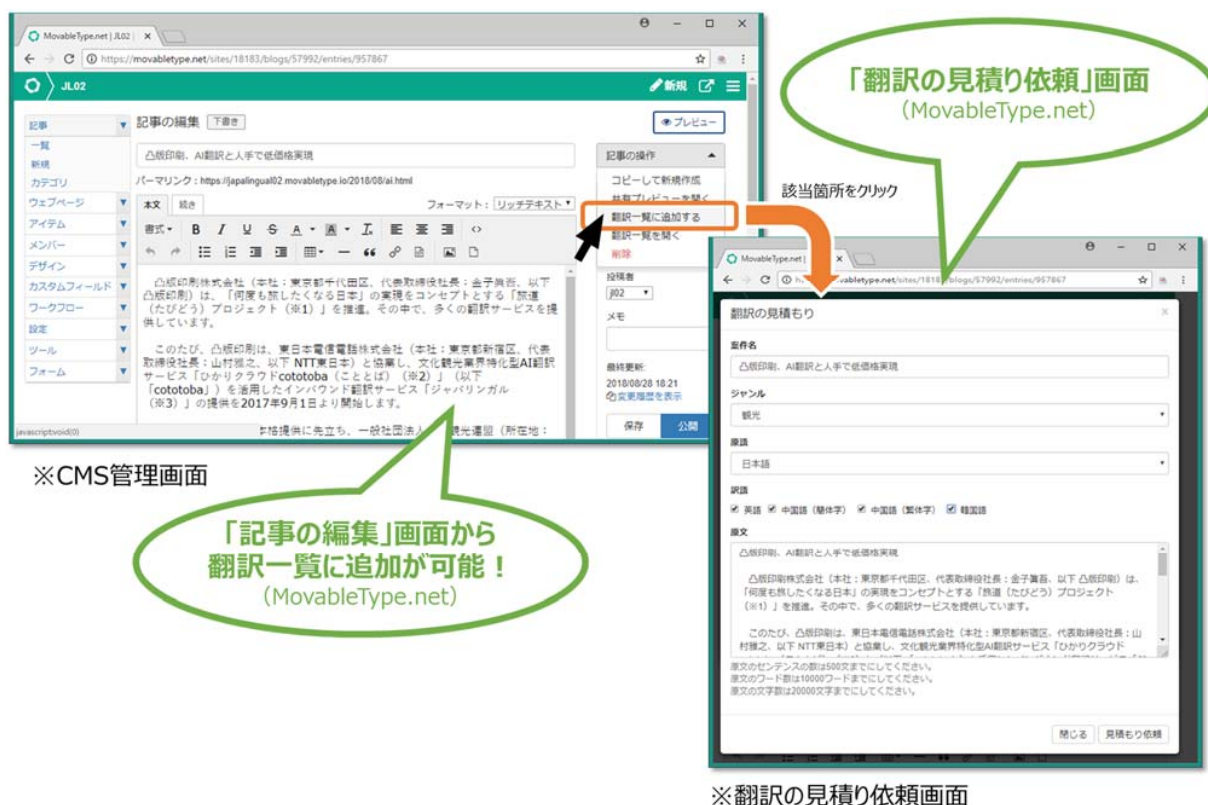 MovableType.net | JL02
https://movabletype.net/sites/18183/blogs/57992/entries/957867
JL02
新規
記事
一覧
新規
カテゴリ
ウェブページ
アイテム
メンバー
デザイン
カスタムフィールド
ワークフロー
設定
ツール
フォーム
記事の編集 下書き
プレビュー
凸版印刷、AI翻訳と人手で低価格実現
パーマリンク : https://japalingual02.movabletype.io/2018/08/ai.html
本文 続き
フォーマット : リッチテキスト
書式
凸版印刷株式会社（本社：東京都千代田区、代表取締役社長：金子眞吾、以下
凸版印刷）は、「何度も旅したくなる日本」の実現をコンセプトとする「旅道
（たびどう）プロジェクト（※1）」を推進。その中で、多くの翻訳サービスを提
供しています。
このたび、凸版印刷は、東日本電信電話株式会社（本社：東京都新宿区、代表
取締役社長：山村雅之、以下 NTT東日本）と協業し、文化観光業界特化型AI翻訳
サービス「ひかりクラウドcototoba（こととば）（※2）」（以下
「cototoba」）を活用したインバウンド翻訳サービス「ジャパリンガル
（※3）」の提供を2017年9月1日より開始します。
本格提供に先立ち、一般社団法人
観光連盟（所在地：
javascript:void(0)
記事の操作
コピーして新規作成
共有プレビューを開く
翻訳一覧に追加する
翻訳一覧を開く
削除
投稿者
jl02
メモ
最終更新:
2018/08/28 18:21
変更履歴を表示
保存 公開
※CMS管理画面
「記事の編集」画面から
翻訳一覧に追加が可能！
（MovableType.net）
該当箇所をクリック
「翻訳の見積り依頼」画面
（MovableType.net）
MovableType.net |
vabletype.net/sites/18183/blogs/57992/entries/957867
翻訳の見積もり
案件名
凸版印刷、AI翻訳と人手で低価格実現
ジャンル
観光
原語
日本語
訳語
英語 中国語（簡体字） 中国語（繁体字） 韓国語
原文
凸版印刷、AI翻訳と人手で低価格実現
凸版印刷株式会社（本社：東京都千代田区、代表取締役社長：金子眞吾、以下 凸版印刷）は、
「何度も旅したくなる日本」の実現をコンセプトとする「旅道（たびどう）プロジェクト
（※1）」を推進。その中で、多くの翻訳サービスを提供しています。
このたび、凸版印刷は、東日本電信電話株式会社（本社：東京都新宿区、代表取締役社長：山
村雅之、以下 NTT東日本）と協業し、文化観光業界特化型AI翻訳サービス「ひかりクラウド
原文のセンテンスの数は500文までにしてください。
原文のワード数は10000ワードまでにしてください。
原文の文字数は20000文字までにしてください。
閉じる 見積もり依頼
※翻訳の見積り依頼画面